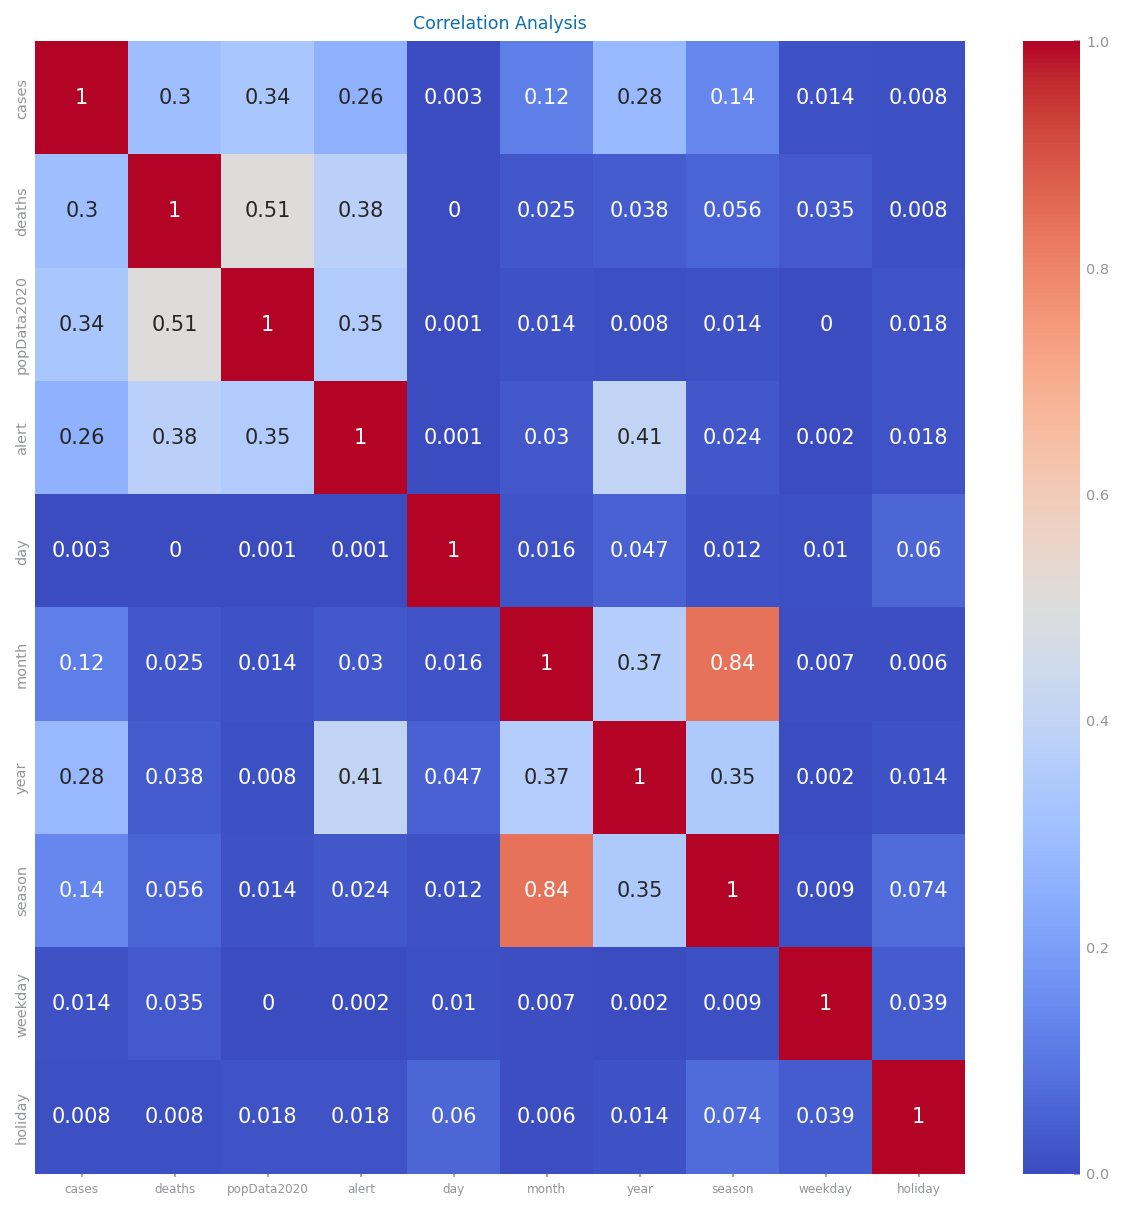 Correlation Analysis
cases 1 0.3 0.34 0.26 0.003 0.12 0.28 0.14 0.014 0.008
deaths 0.3 1 0.51 0.38 0 0.025 0.038 0.056 0.035 0.008
popData2020 0.34 0.51 1 0.35 0.001 0.014 0.008 0.014 0 0.018
alert 0.26 0.38 0.35 1 0.001 0.03 0.41 0.024 0.002 0.018
day 0.003 0 0.001 0.001 1 0.016 0.047 0.012 0.01 0.06
month 0.12 0.025 0.014 0.03 0.016 1 0.37 0.84 0.007 0.006
year 0.28 0.038 0.008 0.41 0.047 0.37 1 0.35 0.002 0.014
season 0.14 0.056 0.014 0.024 0.012 0.84 0.35 1 0.009 0.074
weekday 0.014 0.035 0 0.002 0.01 0.007 0.002 0.009 1 0.039
holiday 0.008 0.008 0.018 0.018 0.06 0.006 0.014 0.074 0.039 1
cases deaths popData2020 alert day month year season weekday holiday
1.0
0.8
0.6
0.4
0.2
0.0